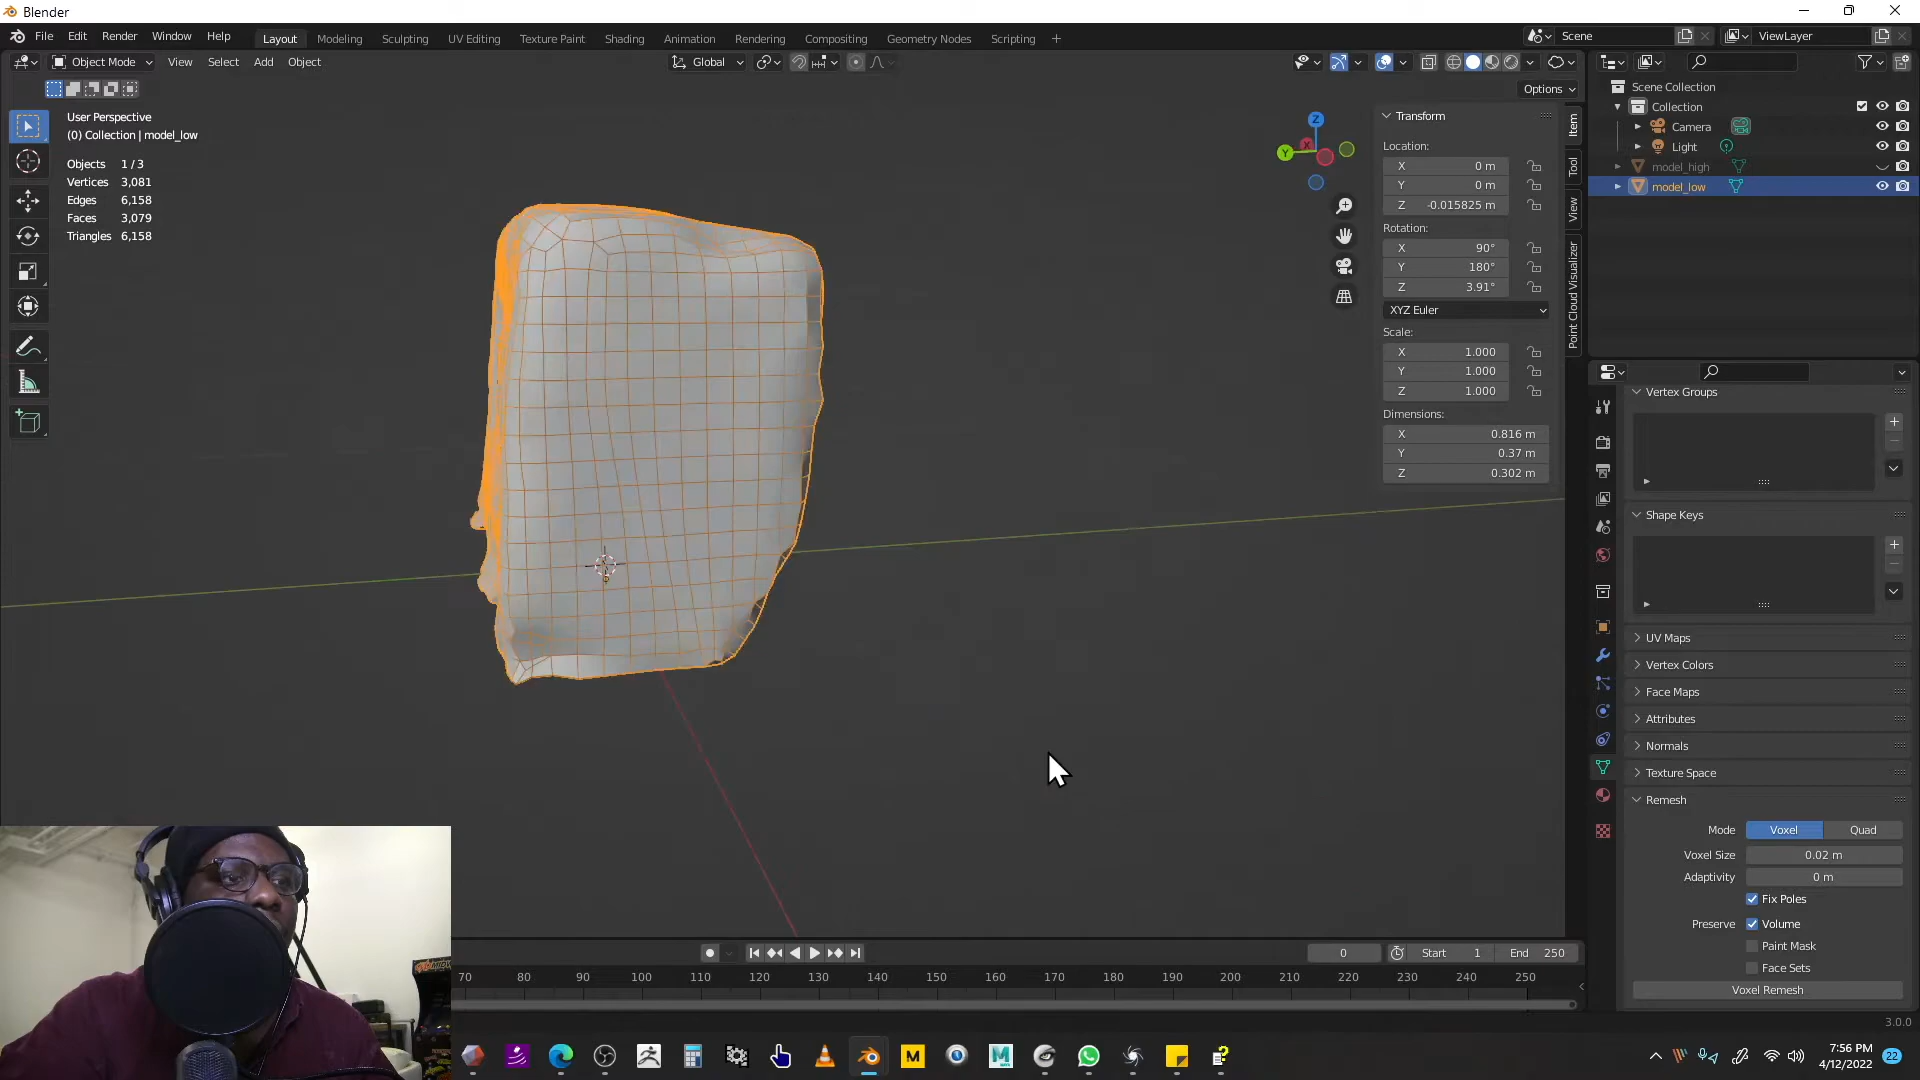 Blender
File Edit Render Window Help
Layout Modeling Sculpting UV Editing Texture Paint Shading Animation Rendering Compositing Geometry Nodes Scripting +
Scene ViewLayer
Object Mode View Select Add Object
Global
Options
User Perspective
(0) Collection | model_low
Objects 1 / 3
Vertices 3,081
Edges 6,158
Faces 3,079
Triangles 6,158
Z
Y
X
Transform
Location:
X 0 m
Y 0 m
Z -0.015825 m
Rotation:
X 90°
Y 180°
Z 3.91°
XYZ Euler
Scale:
X 1.000
Y 1.000
Z 1.000
Dimensions:
X 0.816 m
Y 0.37 m
Z 0.302 m
Item
Tool
View
Point Cloud Visualizer
Scene Collection
Collection
Camera
Light
model_high
model_low
Vertex Groups
Shape Keys
UV Maps
Vertex Colors
Face Maps
Attributes
Normals
Texture Space
Remesh
Mode Voxel Quad
Voxel Size 0.02 m
Adaptivity 0 m
Fix Poles
Preserve Volume
Paint Mask
Face Sets
Voxel Remesh
3.0.0
0 Start 1 End 250
70 80 90 100 110 120 130 140 150 160 170 180 190 200 210 220 230 240 250
7:56 PM
4/12/2022
22